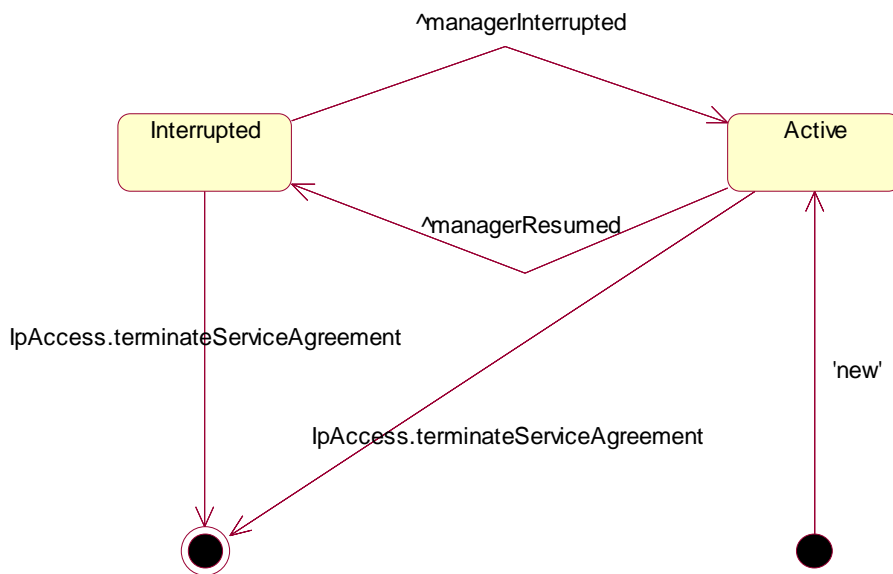 ^managerInterrupted
Interrupted
Active
^managerResumed
IpAccess.terminateServiceAgreement
'new'
IpAccess.terminateServiceAgreement